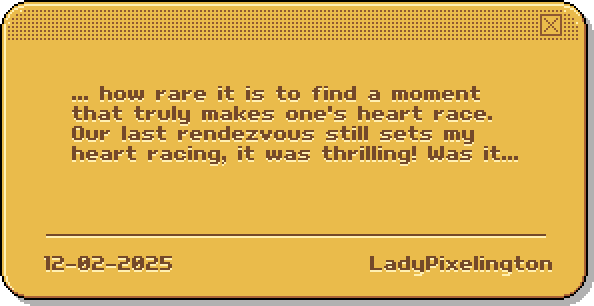 ... how rare it is to find a moment
that truly makes one's heart race.
Our last rendezvous still sets my
heart racing, it was thrilling! Was it...
12-02-2025
LadyPixelington